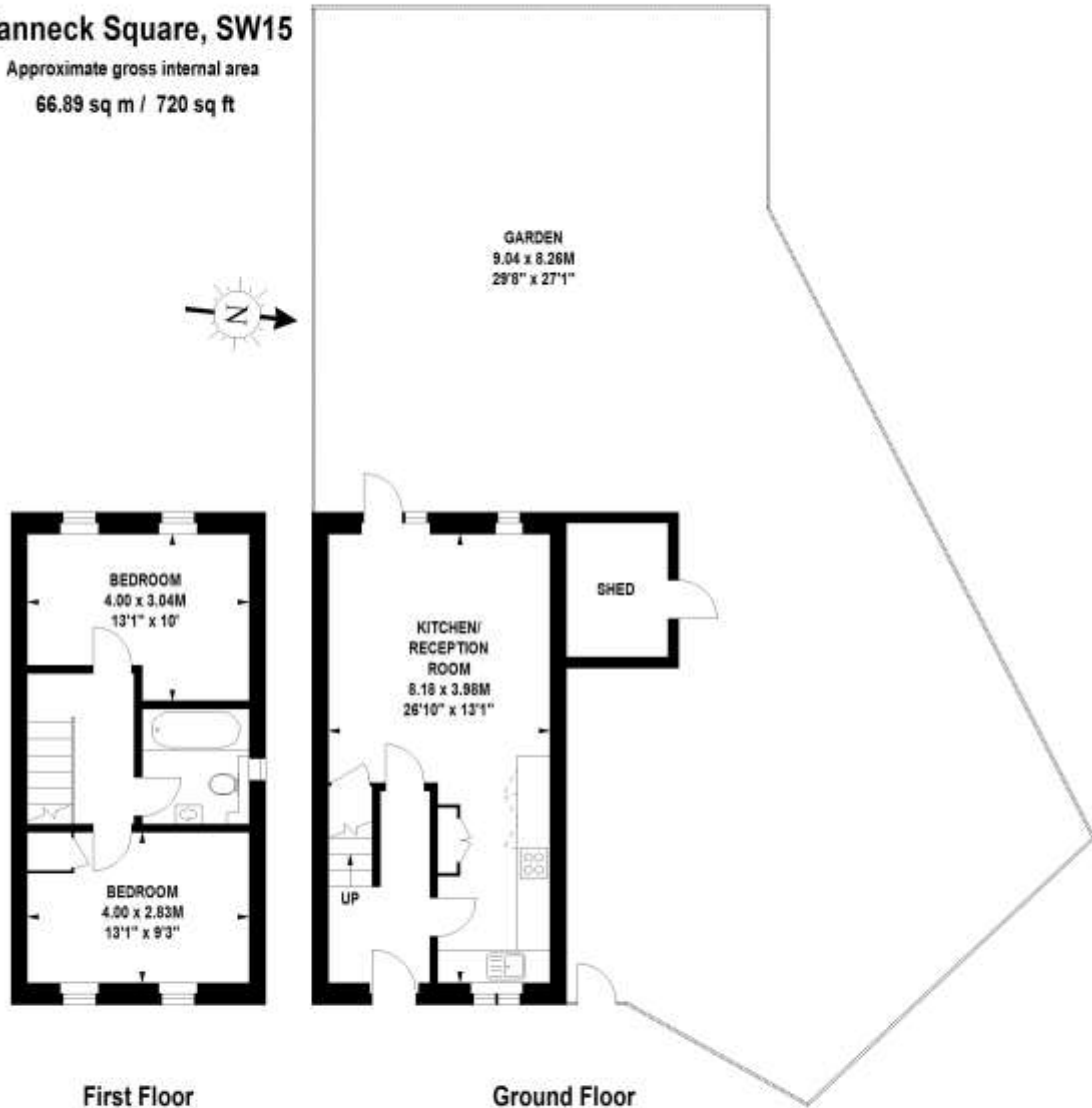 anneck Square, SW15
Approximate gross internal area
66.89 sq m / 720 sq ft
GARDEN
9.04 x 8.26M
29'8" x 27'1"
N
BEDROOM
4.00 x 3.04M
13'1" x 10'
KITCHEN/
RECEPTION
ROOM
8.18 x 3.98M
26'10" x 13'1"
SHED
UP
BEDROOM
4.00 x 2.83M
13'1" x 9'3"
First Floor
Ground Floor